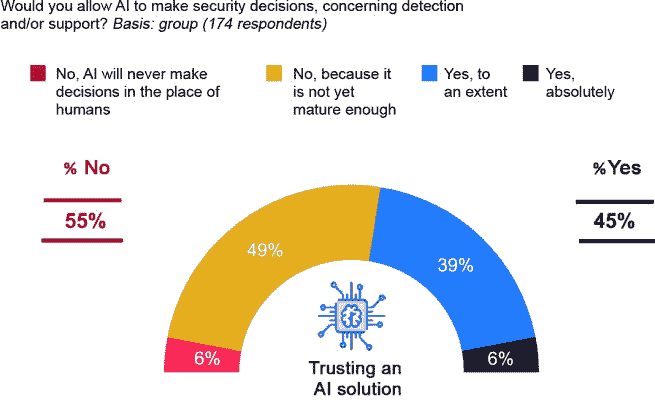 Would you allow AI to make security decisions, concerning detection
and/or support? Basis: group (174 respondents)
No, AI will never make
decisions in the place of
humans
No, because it
is not yet
mature enough
Yes, to
an extent
Yes,
absolutely
% No
55%
%Yes
45%
49%
39%
6%
6%
Trusting an
AI solution